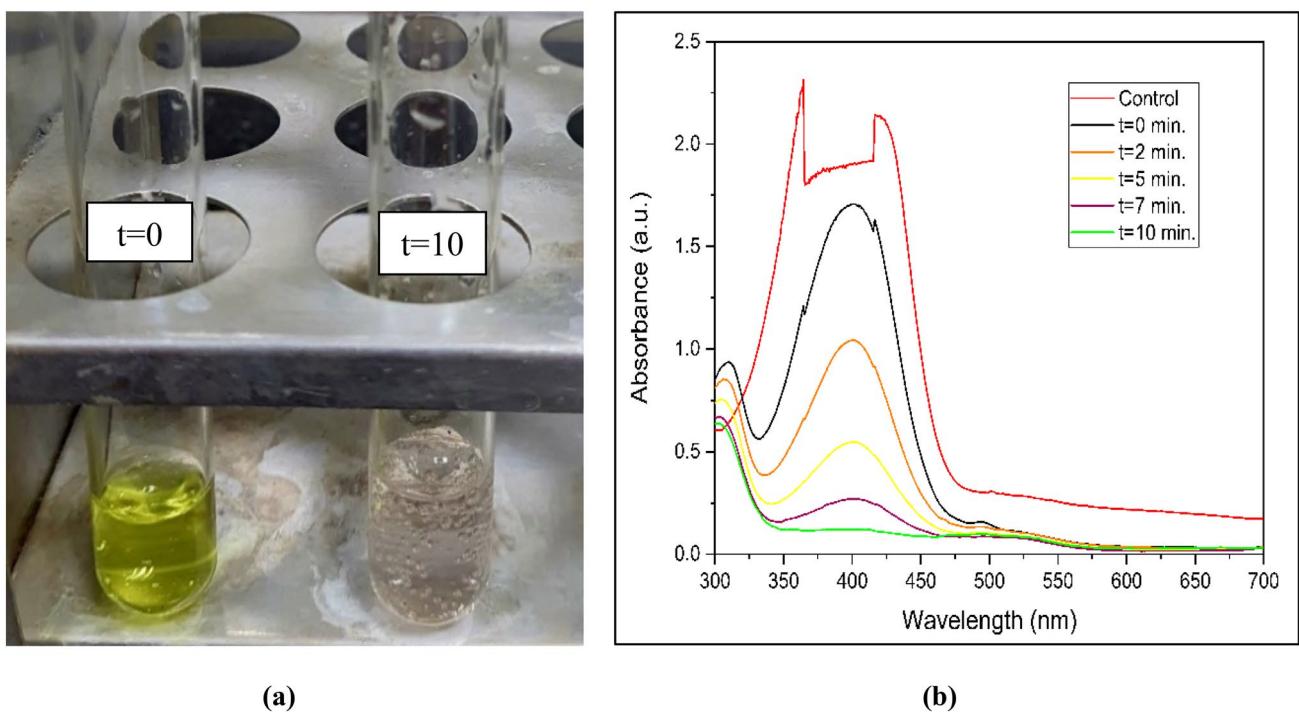 t=0
t=10
(a)
2.5
2.0
1.5
1.0
0.5
0.0
Absorbance (a.u.)
Control
t=0 min.
t=2 min.
t=5 min.
t=7 min.
t=10 min.
300
350
400
450
500
550
600
650
700
Wavelength (nm)
(b)